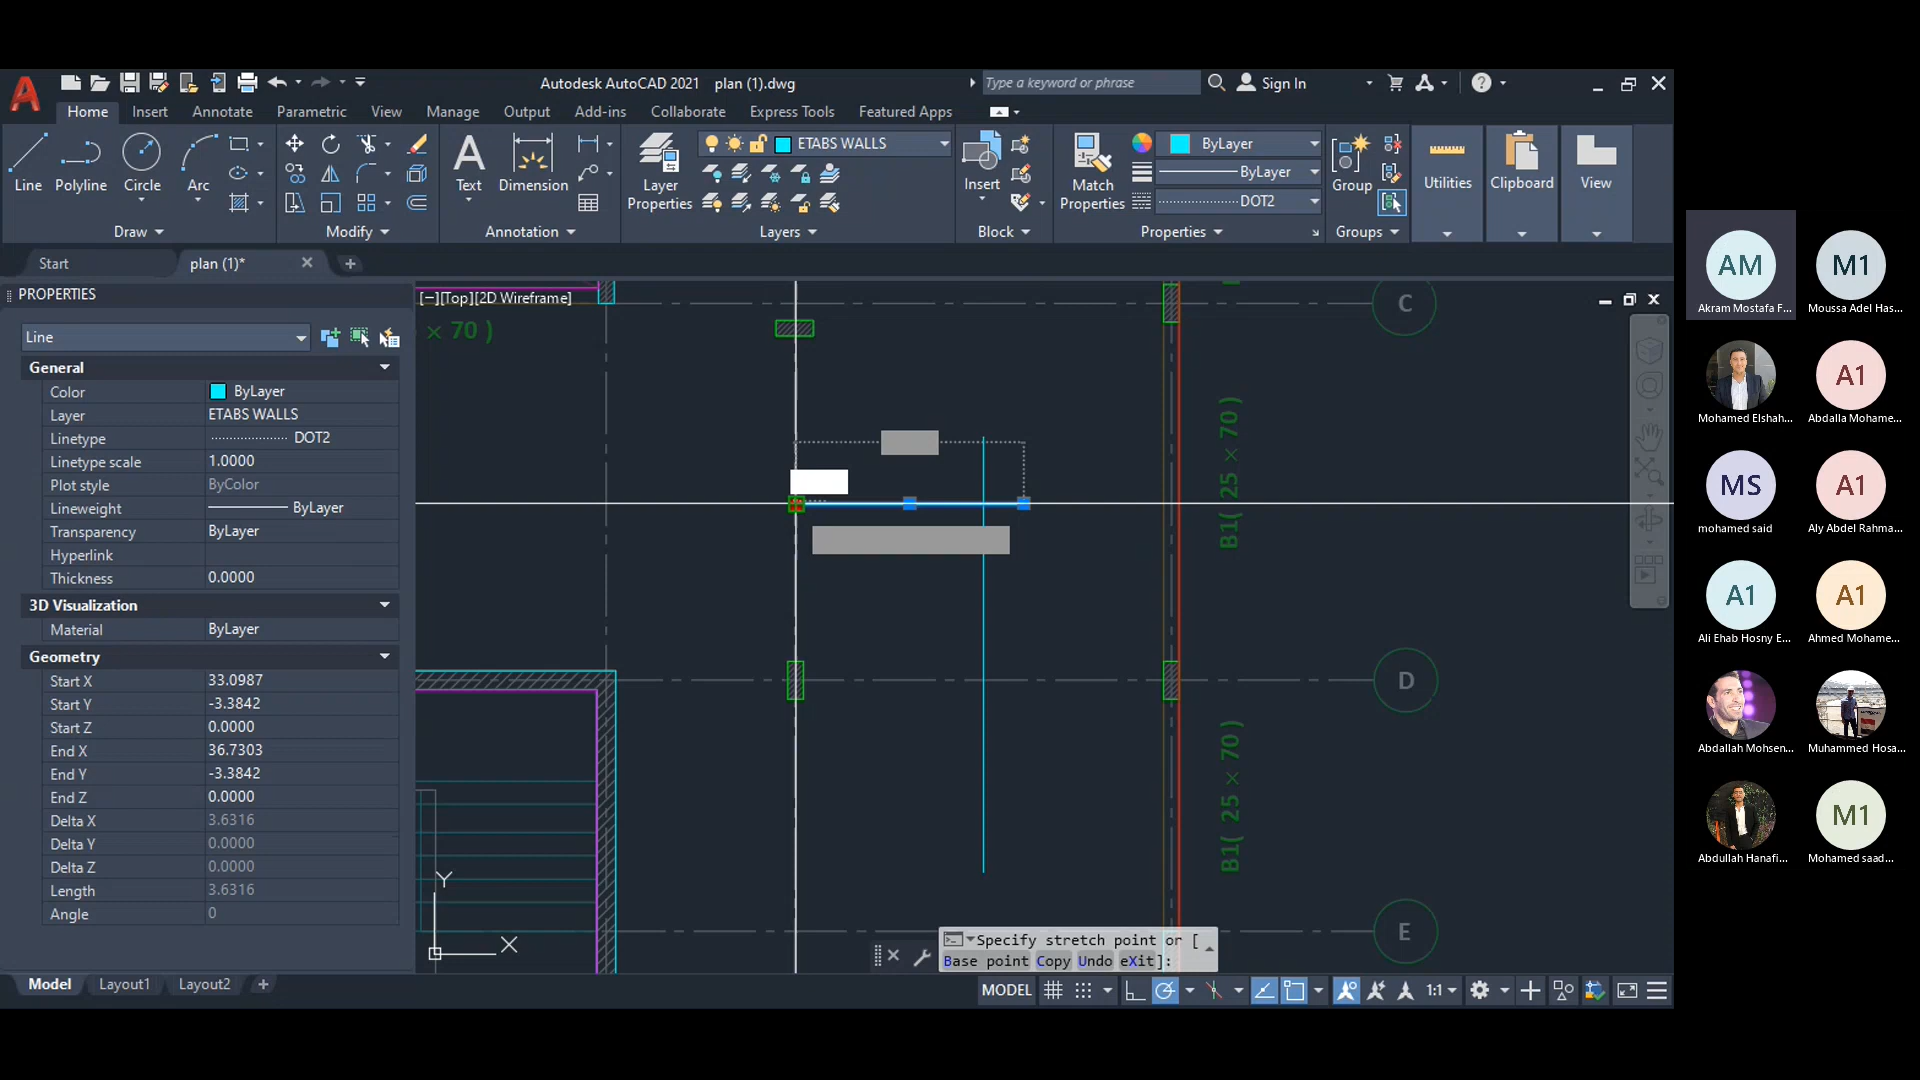 Autodesk AutoCAD 2021 plan (1).dwg
Type a keyword or phrase
Sign In
Home Insert Annotate Parametric View Manage Output Add-ins Collaborate Express Tools Featured Apps
Line Polyline Circle Arc
Draw
Modify
Text Dimension
Annotation
Layer Properties
ETABS WALLS
Layers
Insert
Block
Match Properties
ByLayer
ByLayer
DOT2
Properties
Group
Groups
Utilities
Clipboard
View
Start
plan (1)*
PROPERTIES
Line
General
Color ByLayer
Layer ETABS WALLS
Linetype DOT2
Linetype scale 1.0000
Plot style ByColor
Lineweight ByLayer
Transparency ByLayer
Hyperlink
Thickness 0.0000
3D Visualization
Material ByLayer
Geometry
Start X 33.0987
Start Y -3.3842
Start Z 0.0000
End X 36.7303
End Y -3.3842
End Z 0.0000
Delta X 3.6316
Delta Y 0.0000
Delta Z 0.0000
Length 3.6316
Angle 0
[−][Top][2D Wireframe]
× 70 )
C
B1( 25 × 70 )
D
B1( 25 × 70 )
E
Y
X
Specify stretch point or [
Base point Copy Undo eXit]:
Model Layout1 Layout2
MODEL
1:1
AM
Akram Mostafa F...
M1
Moussa Adel Has...
Mohamed Elshah...
A1
Abdalla Mohame...
MS
mohamed said
A1
Aly Abdel Rahma...
A1
Ali Ehab Hosny E...
A1
Ahmed Mohame...
Abdallah Mohsen...
Muhammed Hosa...
Abdullah Hanafi...
M1
Mohamed saad...